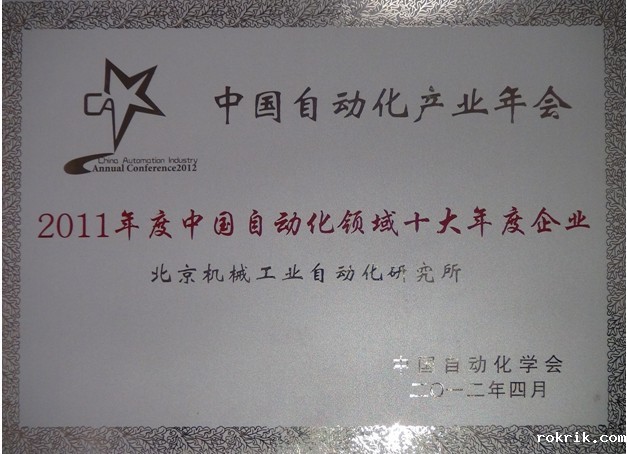 中国自动化产业年会
CA
China Automation Industry
Annual Conference2012
2011年度中国自动化领域十大年度企业
北京机械工业自动化研究所
中国自动化学会
二〇一二年四月
rokrik.com